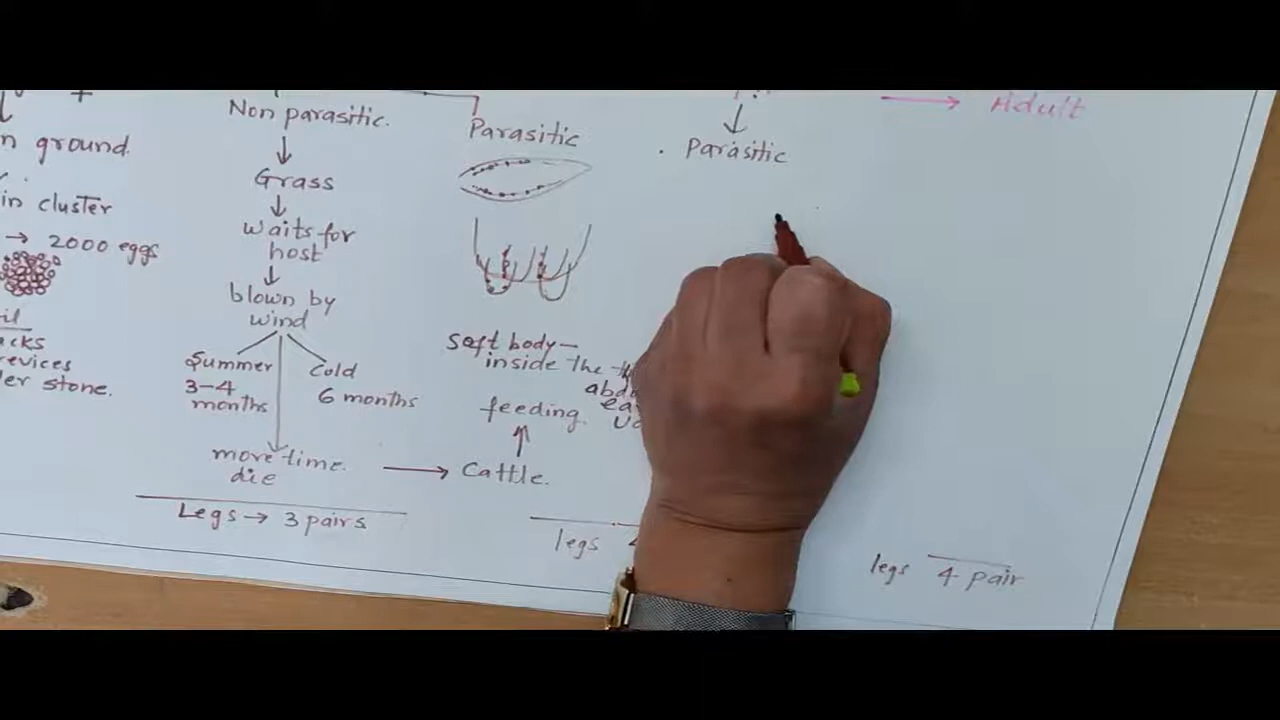 n ground.
in cluster
→ 2000 eggs
Non parasitic.
↓
Grass
↓
waits for
host
↓
blown by
wind
Summer
3-4
months
Cold
6 months
more time.
die
→ Cattle.
Legs → 3 pairs
Parasitic
Soft body-
inside the
feeding.
↑
legs
↓
. Parasitic
→ Adult
legs 4 pair